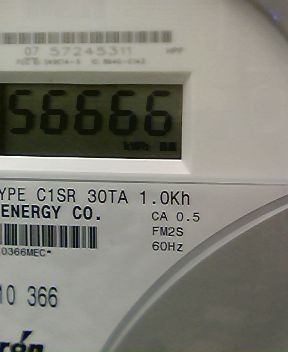 07 57245311
56666
kWh
YPE C1SR 30TA 1.0Kh
ENERGY CO.
CA 0.5
FM2S
60Hz
0366MEC*
10 366
rón